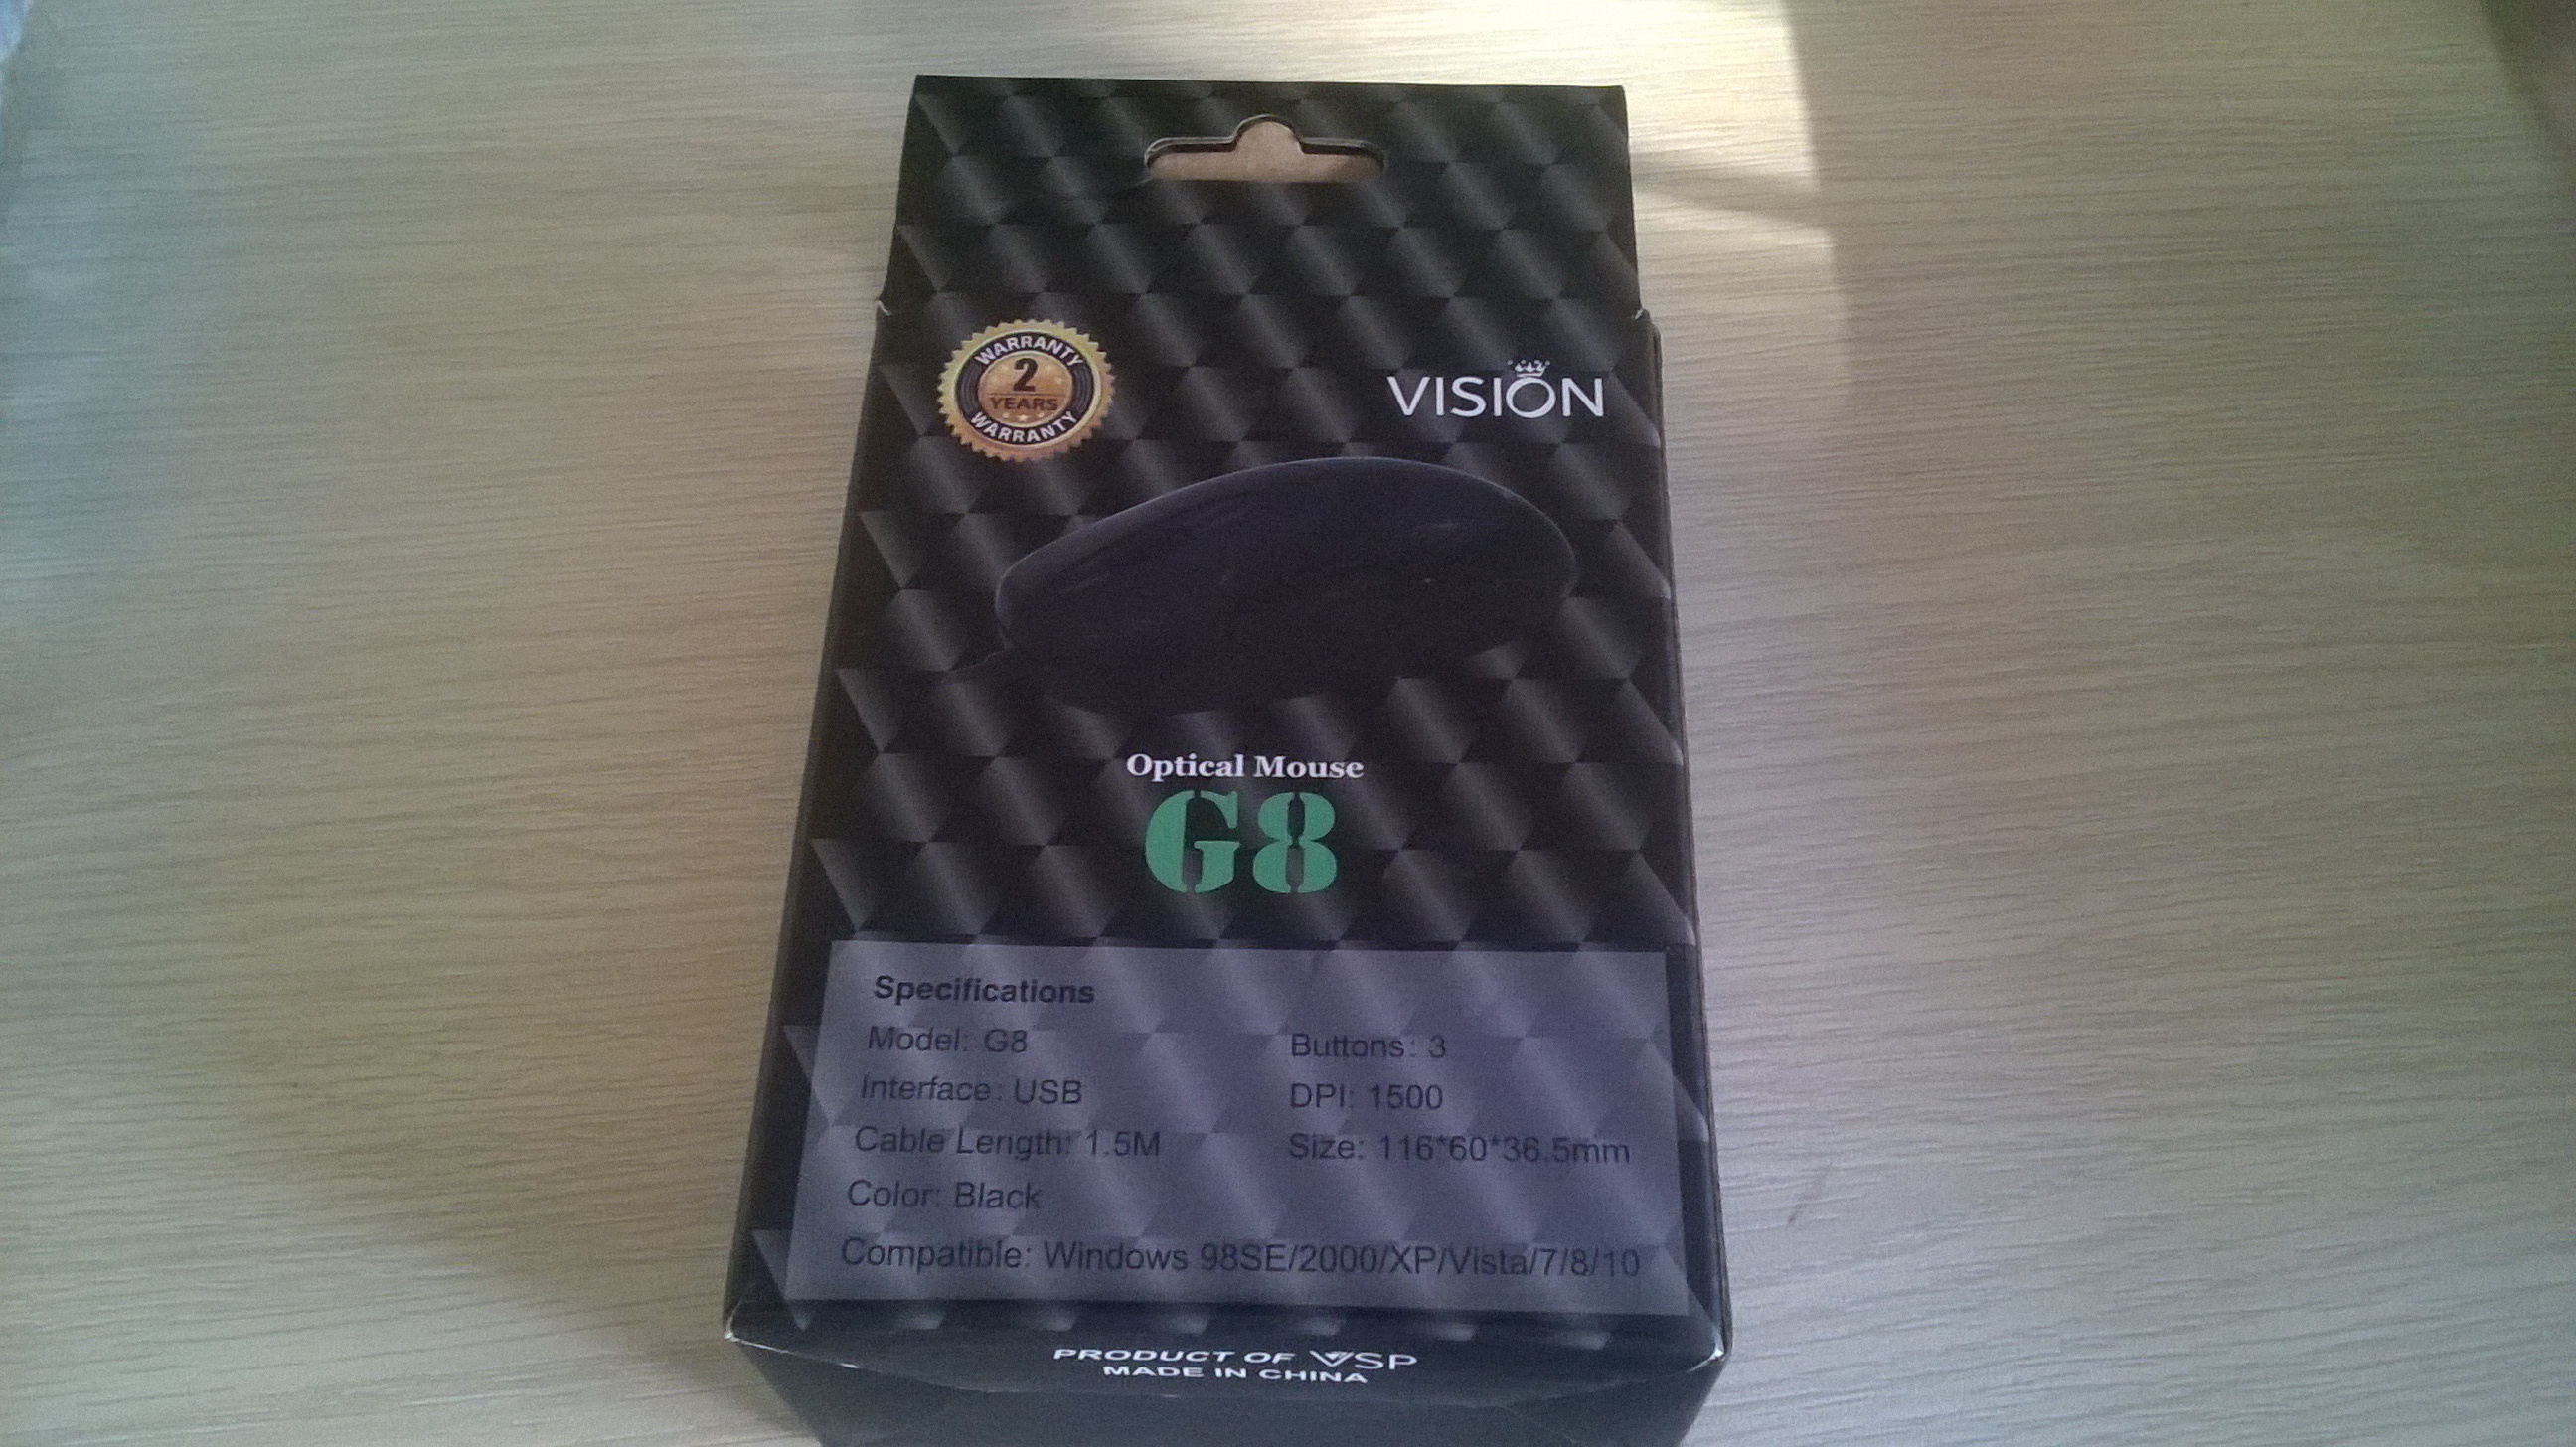 WARRANTY
2
YEARS
WARRANTY
VISION
Optical Mouse
G8
Specifications
Model: G8
Buttons: 3
Interface: USB
DPI: 1500
Cable Length: 1.5M
Size: 116*60*36.5mm
Color: Black
Compatible: Windows 98SE/2000/XP/Vista/7/8/10
PRODUCT OF VSP
MADE IN CHINA